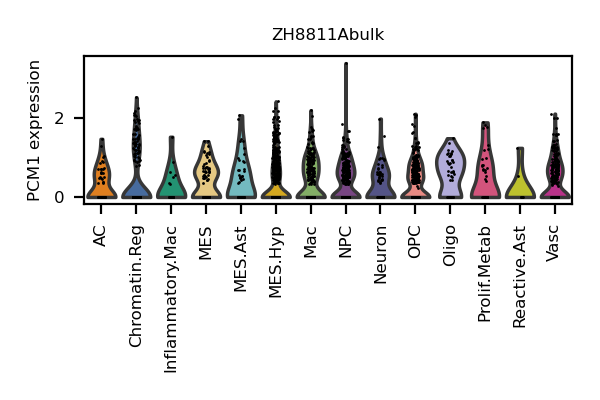 ZH8811Abulk
PCM1 expression
2
0
AC
Chromatin.Reg
Inflammatory.Mac
MES
MES.Ast
MES.Hyp
Mac
NPC
Neuron
OPC
Oligo
Prolif.Metab
Reactive.Ast
Vasc